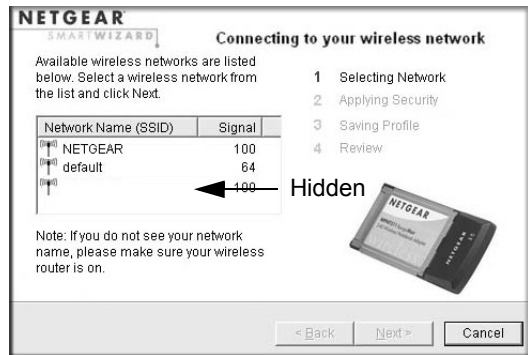 NETGEAR
SMARTWIZARD
Connecting to your wireless network
Available wireless networks are listed
below. Select a wireless network from
the list and click Next.
Network Name (SSID) Signal
NETGEAR 100
default 64
100
Hidden
Note: If you do not see your network
name, please make sure your wireless
router is on.
1 Selecting Network
2 Applying Security
3 Saving Profile
4 Review
NETGEAR
NETGEAR
< Back
Next >
Cancel